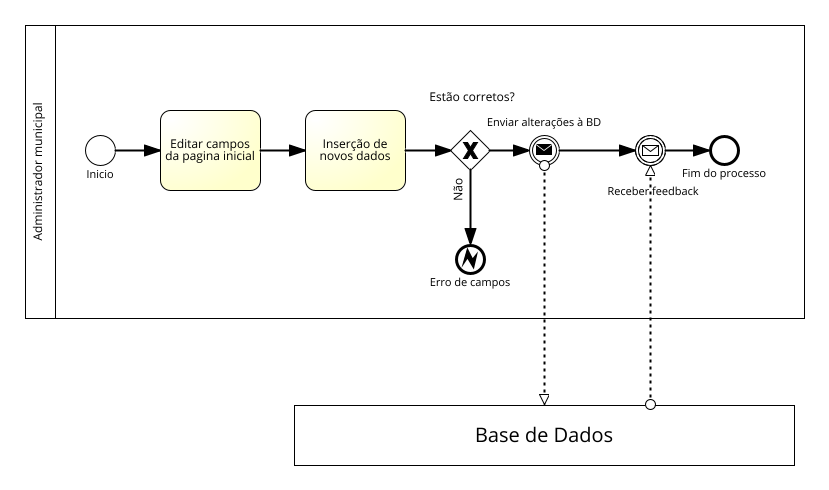 Administrador municipal
Inicio
Editar campos
da pagina inicial
Inserção de
novos dados
Estão corretos?
Não
Erro de campos
Enviar alterações à BD
Receber feedback
Fim do processo
Base de Dados